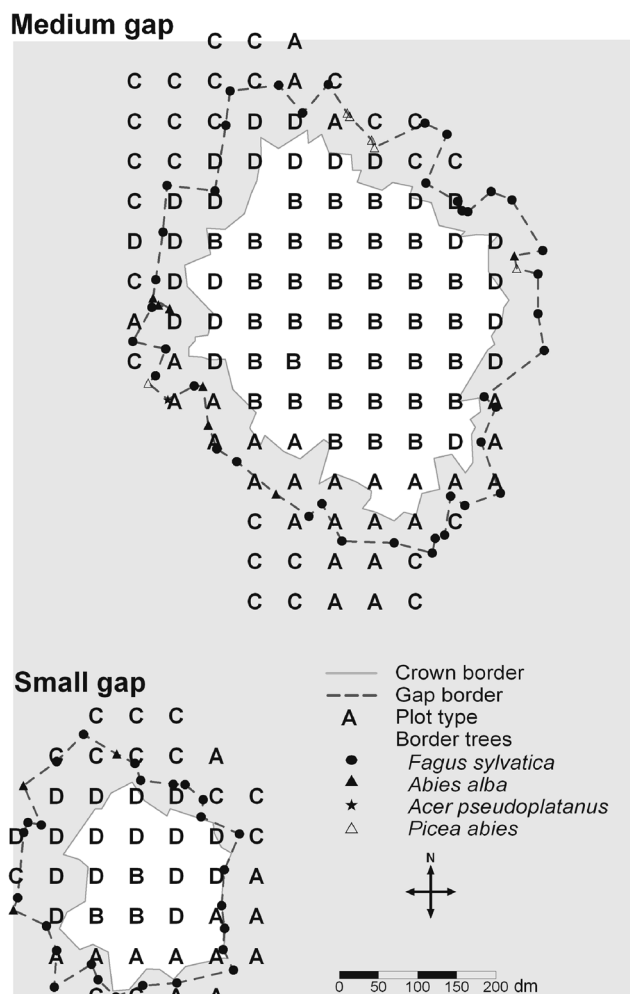 Medium gap
C C A
C C C C A C
C C C D D A C C
C C D D D D D C C
C D D B B B D D
D D B B B B B B D D
C D D B B B B B B D
A D D B B B B B B D
C A D B B B B B B D
A A B B B B B B A
A A A B B B D A
A A A A A A A
C A A A A C
C C A A C
C C A A C
Small gap
C C C
C C C C A
D D D D C C
D D D D D D C
C D D B D D A
D B B D A A
A A A A A A
C C A A
Crown border
Gap border
A Plot type
Border trees
Fagus sylvatica
Abies alba
Acer pseudoplatanus
Picea abies
N
0 50 100 150 200 dm